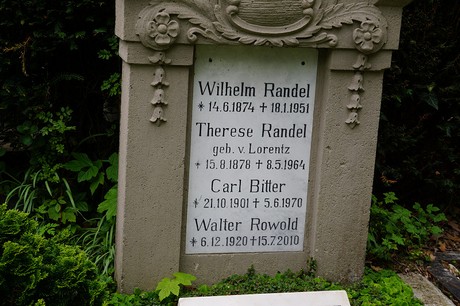 Wilhelm Randel
* 14.6.1874 + 18.1.1951
Therese Randel
geb. v. Lorentz
* 15.8.1878 + 8.5.1964
Carl Bitter
* 21.10.1901 + 5.6.1970
Walter Rowold
* 6.12.1920 + 15.7.2010